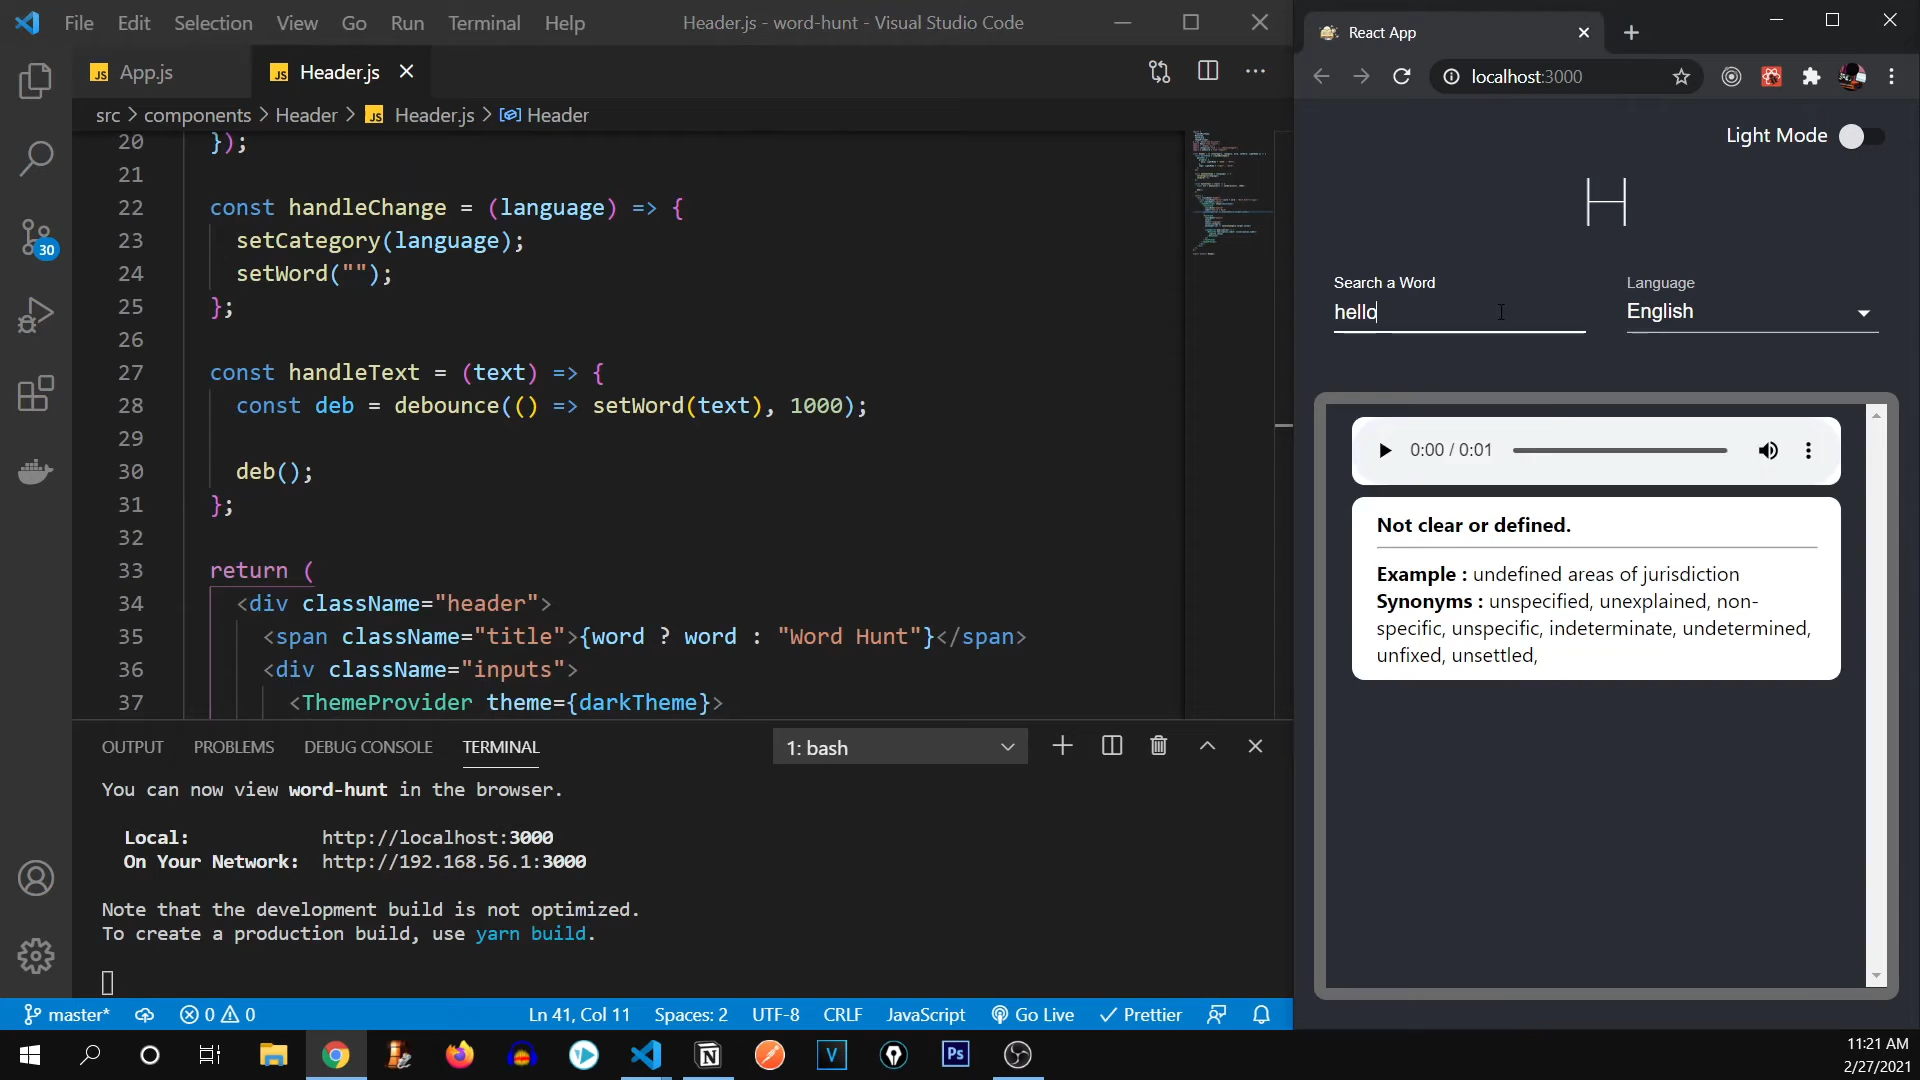 File Edit Selection View Go Run Terminal Help
Header.js - word-hunt - Visual Studio Code
JS App.js
JS Header.js
src > components > Header > JS Header.js > Header
20 });
21
22 const handleChange = (language) => {
23 setCategory(language);
24 setWord("");
25 };
26
27 const handleText = (text) => {
28 const deb = debounce(() => setWord(text), 1000);
29
30 deb();
31 };
32
33 return (
34 <div className="header">
35 <span className="title">{word ? word : "Word Hunt"}</span>
36 <div className="inputs">
37 <ThemeProvider theme={darkTheme}>
30
OUTPUT PROBLEMS DEBUG CONSOLE TERMINAL
1: bash
You can now view word-hunt in the browser.
Local: http://localhost:3000
On Your Network: http://192.168.56.1:3000
Note that the development build is not optimized.
To create a production build, use yarn build.
master* 0 0 Ln 41, Col 11 Spaces: 2 UTF-8 CRLF JavaScript Go Live Prettier
React App
localhost:3000
Light Mode
H
Search a Word
hello
Language
English
0:00 / 0:01
Not clear or defined.
Example : undefined areas of jurisdiction
Synonyms : unspecified, unexplained, non-
specific, unspecific, indeterminate, undetermined,
unfixed, unsettled,
N
V
Ps
11:21 AM
2/27/2021